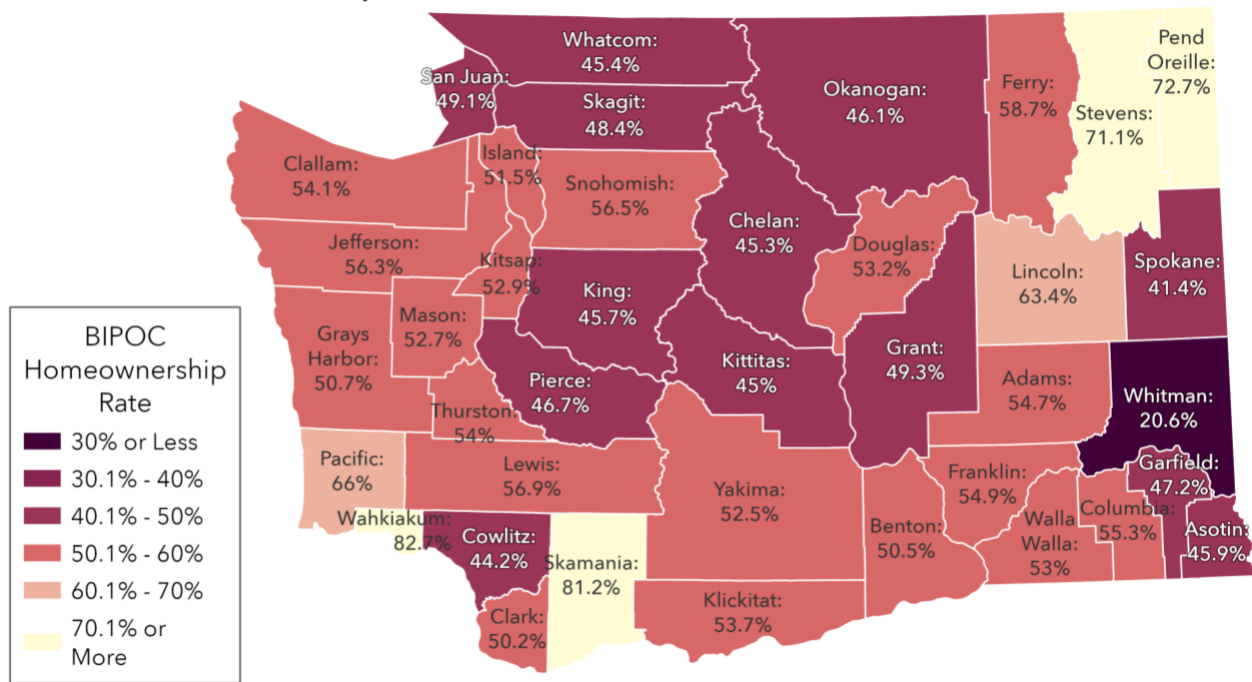 Whatcom:
45.4%
San Juan:
49.1%
Skagit:
48.4%
Okanogan:
46.1%
Ferry:
58.7%
Stevens:
71.1%
Pend
Oreille:
72.7%
Clallam:
54.1%
Island:
51.5%
Snohomish:
56.5%
Chelan:
45.3%
Douglas:
53.2%
Jefferson:
56.3%
Kitsap:
52.9%
King:
45.7%
Lincoln:
63.4%
Spokane:
41.4%
Grays
Harbor:
50.7%
Mason:
52.7%
Pierce:
46.7%
Kittitas:
45%
Grant:
49.3%
Adams:
54.7%
Whitman:
20.6%
Thurston:
54%
Pacific:
66%
Lewis:
56.9%
Yakima:
52.5%
Franklin:
54.9%
Garfield:
47.2%
Wahkiakum:
82.7%
Cowlitz:
44.2%
Skamania:
81.2%
Benton:
50.5%
Walla
Walla:
53%
Columbia:
55.3%
Asotin:
45.9%
Clark:
50.2%
Klickitat:
53.7%
BIPOC
Homeownership
Rate
30% or Less
30.1% - 40%
40.1% - 50%
50.1% - 60%
60.1% - 70%
70.1% or
More